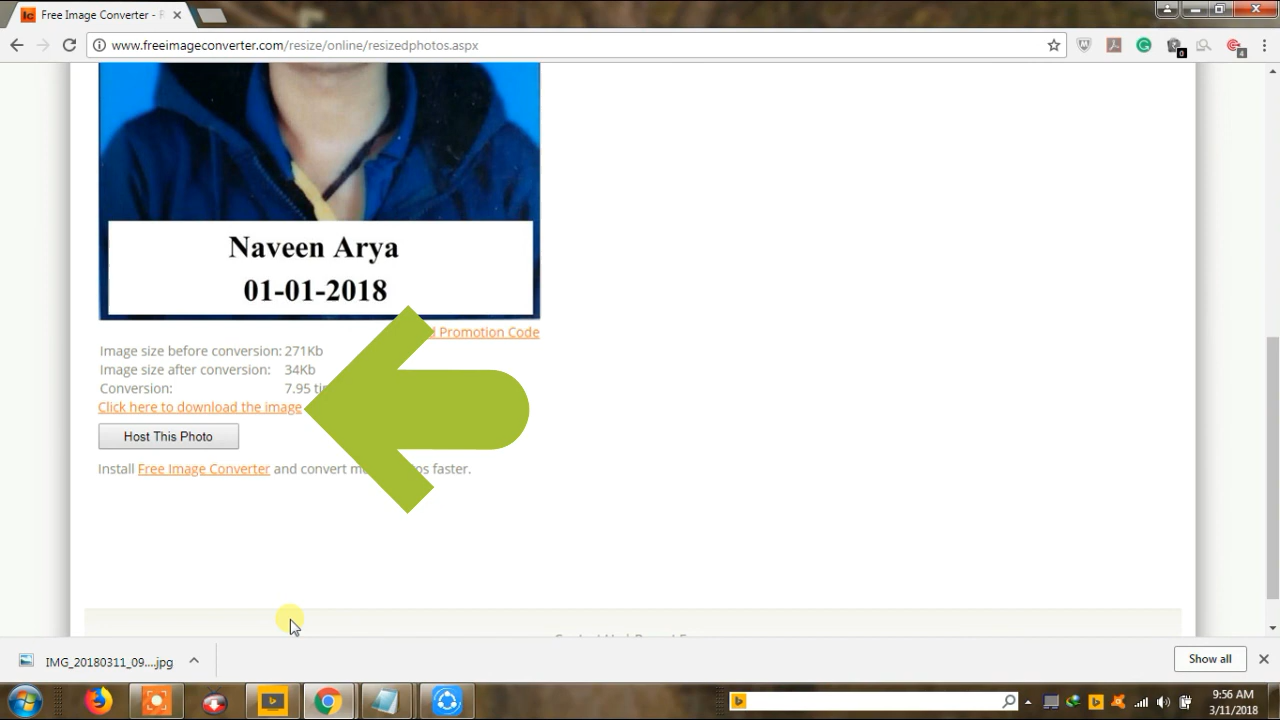 Free Image Converter - R
www.freeimageconverter.com/resize/online/resizedphotos.aspx
0
4
Naveen Arya
01-01-2018
Promotion Code
Image size before conversion: 271Kb
Image size after conversion: 34Kb
Conversion: 7.95
Click here to download the image
Host This Photo
Install Free Image Converter and convert faster.
IMG_20180311_09....jpg
Show all
9:56 AM
3/11/2018